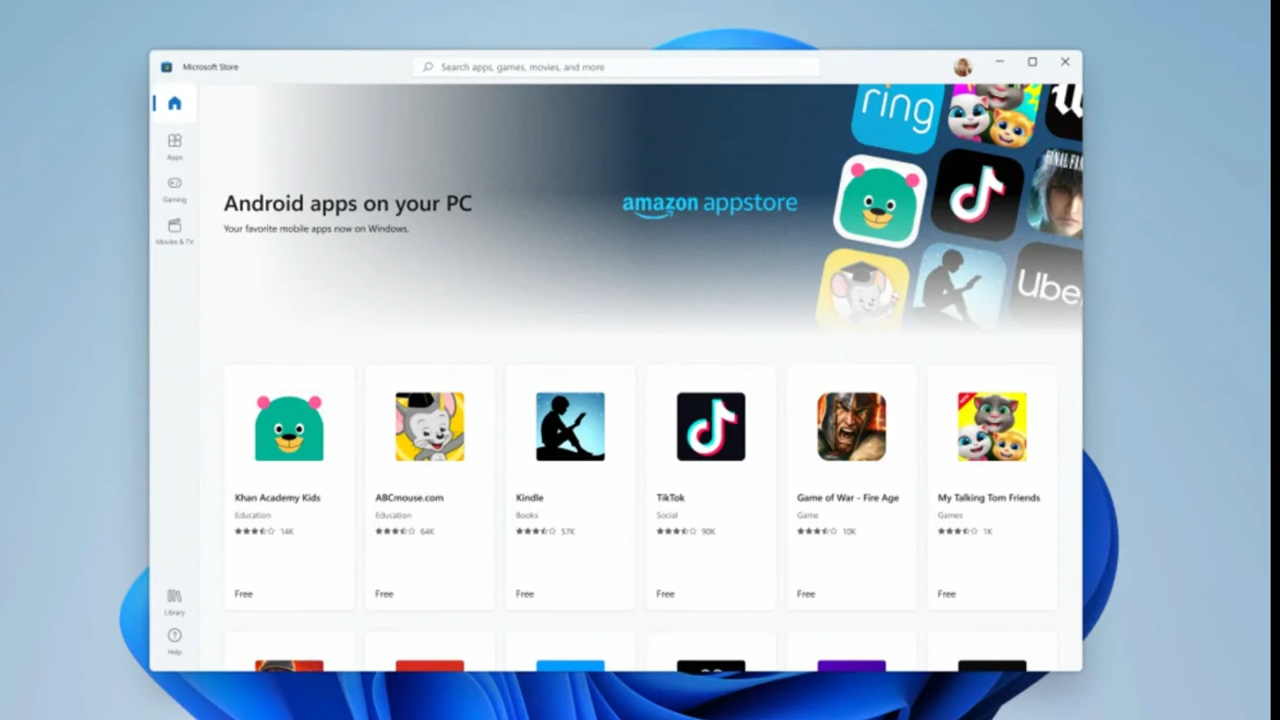 Microsoft Store
Search apps, games, movies, and more
Apps
Gaming
Movies & TV
Library
Help
Android apps on your PC
Your favorite mobile apps now on Windows.
amazon appstore
ring
FINAL FAN
Uber
Khan Academy Kids
Education
14K
Free
ABCmouse.com
Education
64K
Free
Kindle
Books
57K
Free
TikTok
Social
90K
Free
Game of War - Fire Age
Game
10K
Free
NEW
My Talking Tom Friends
Games
1K
Free